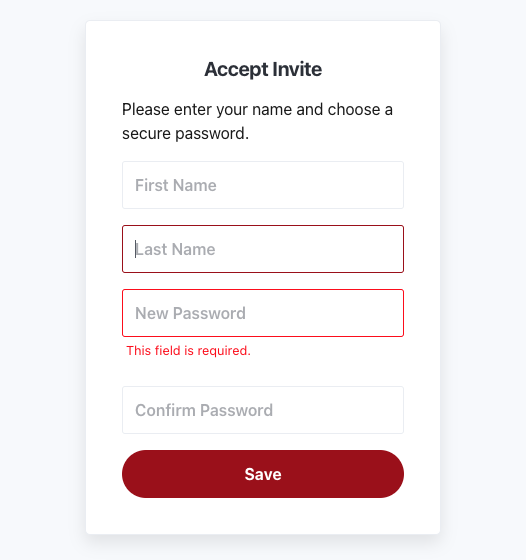 Accept Invite
Please enter your name and choose a
secure password.
First Name
Last Name
New Password
This field is required.
Confirm Password
Save